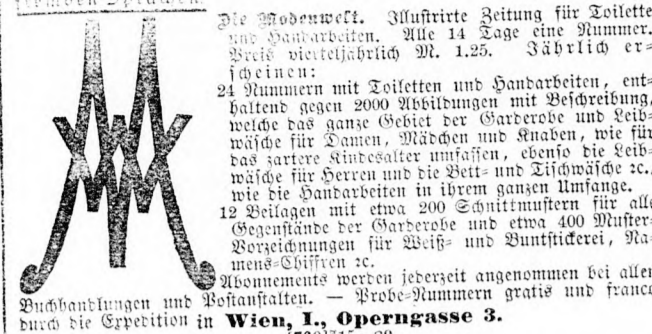 fremden Sprachen.
Die Modenwelt. Illustrirte Zeitung für Toilette
und Handarbeiten. Alle 14 Tage eine Nummer.
Preis vierteljährlich M. 1.25. Jährlich er-
scheinen:
24 Nummern mit Toiletten und Handarbeiten, ent-
haltend gegen 2000 Abbildungen mit Beschreibung,
welche das ganze Gebiet der Garderobe und Leib-
wäsche für Damen, Mädchen und Knaben, wie für
das zartere Kindesalter umfassen, ebenso die Leib-
wäsche für Herren und die Bett- und Tischwäsche ꝛc.,
wie die Handarbeiten in ihrem ganzen Umfange.
12 Beilagen mit etwa 200 Schnittmustern für alle
Gegenstände der Garderobe und etwa 400 Muster-
Vorzeichnungen für Weiß- und Buntstickerei, Na-
mens-Chiffren ꝛc.
Abonnements werden jederzeit angenommen bei allen
Buchhandlungen und Postanstalten. — Probe-Nummern gratis und franco
durch die Expedition in Wien, I., Operngasse 3.